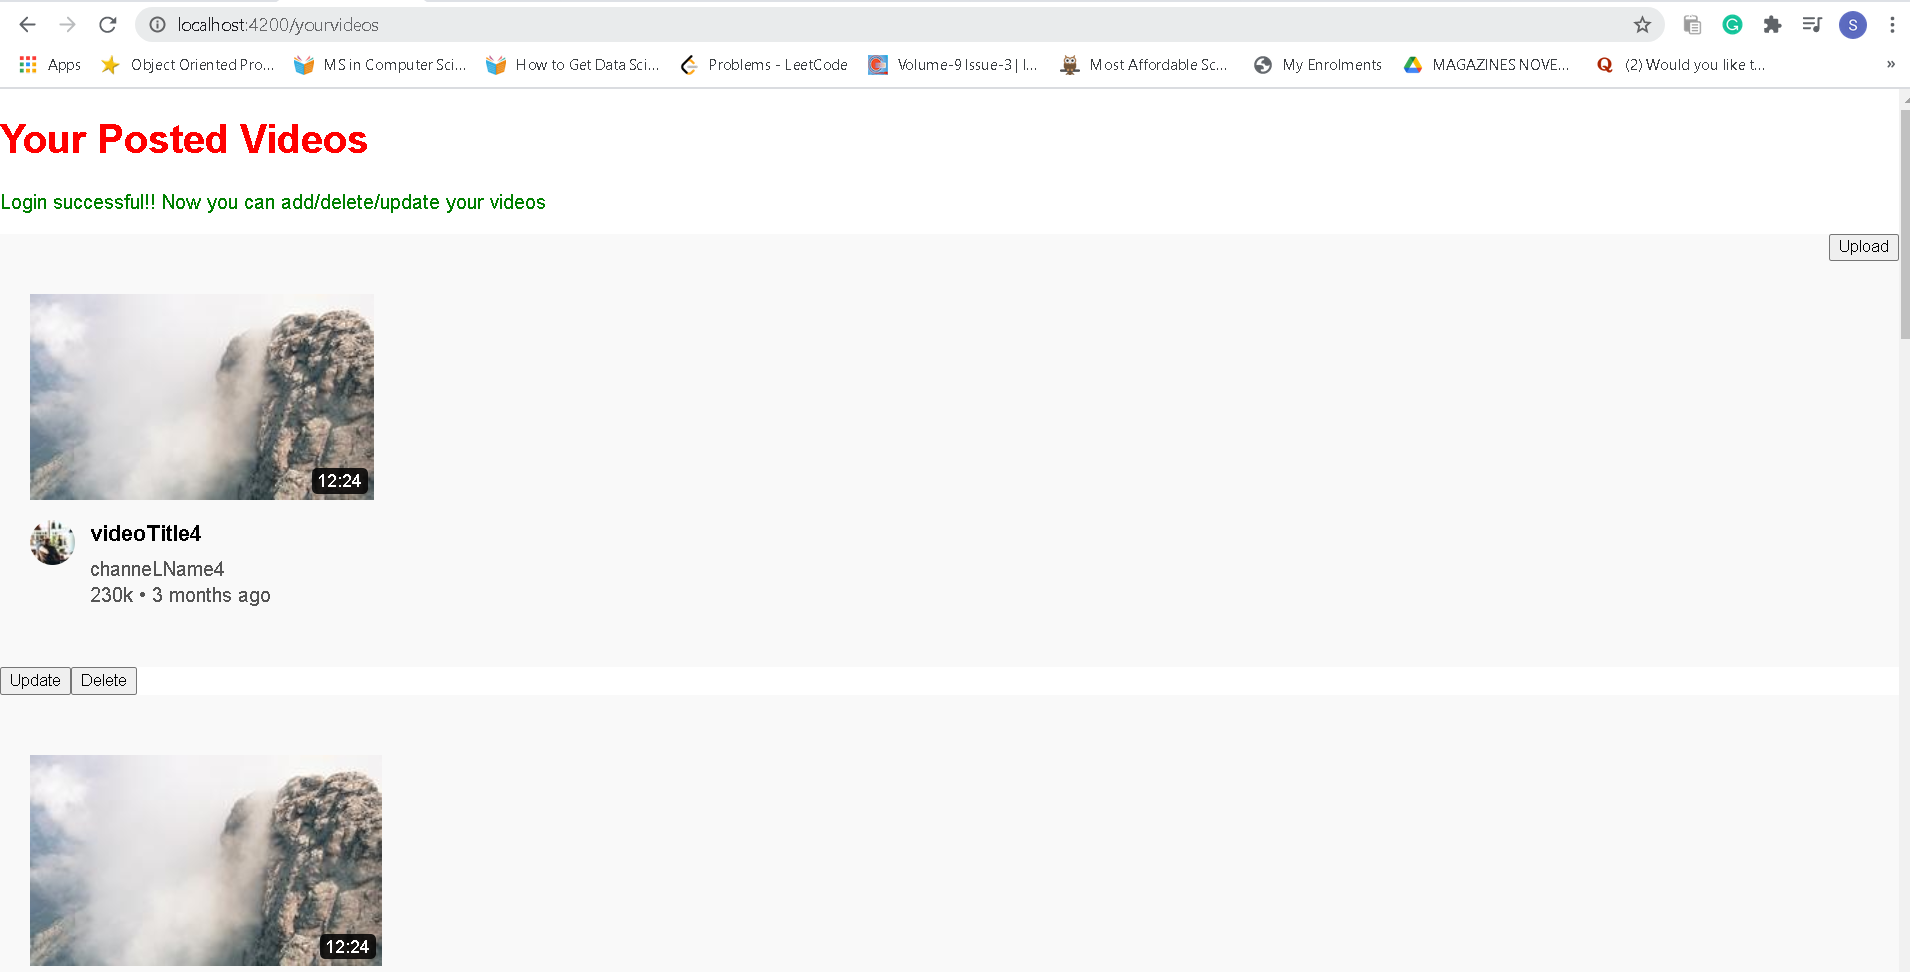 localhost:4200/yourvideos
S
Apps Object Oriented Pro... MS in Computer Sci... How to Get Data Sci... Problems - LeetCode Volume-9 Issue-3 | I... Most Affordable Sc... My Enrolments MAGAZINES NOVE... (2) Would you like t... »
Your Posted Videos
Login successful!! Now you can add/delete/update your videos
Upload
12:24
videoTitle4
channeLName4
230k • 3 months ago
Update Delete
12:24